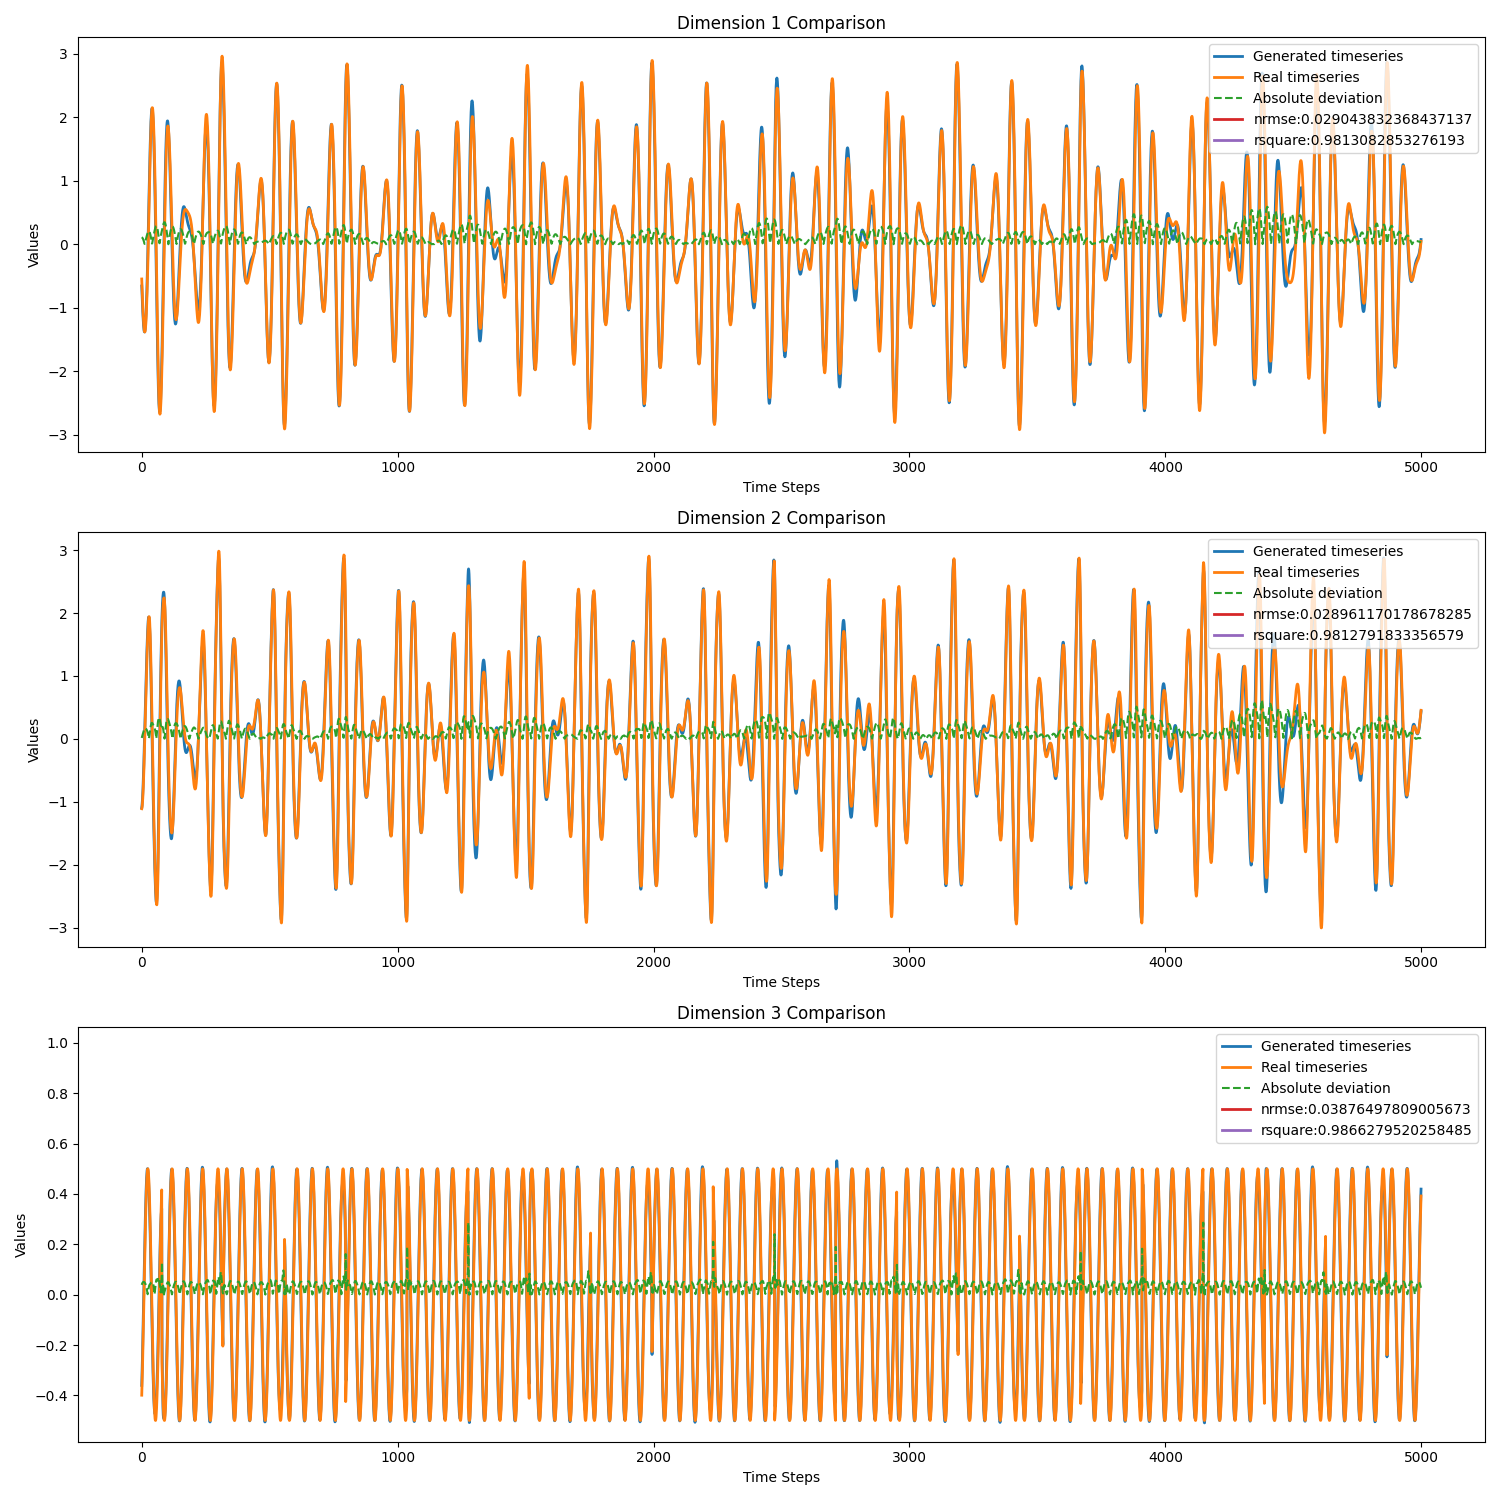 Dimension 1 Comparison
3
2
1
0
−1
−2
−3
Values
Generated timeseries
Real timeseries
Absolute deviation
nrmse:0.029043832368437137
rsquare:0.9813082853276193
0 1000 2000 3000 4000 5000
Time Steps
Dimension 2 Comparison
3
2
1
0
−1
−2
−3
Values
Generated timeseries
Real timeseries
Absolute deviation
nrmse:0.028961170178678285
rsquare:0.9812791833356579
0 1000 2000 3000 4000 5000
Time Steps
Dimension 3 Comparison
1.0
0.8
0.6
0.4
0.2
0.0
−0.2
−0.4
Values
Generated timeseries
Real timeseries
Absolute deviation
nrmse:0.03876497809005673
rsquare:0.9866279520258485
0 1000 2000 3000 4000 5000
Time Steps